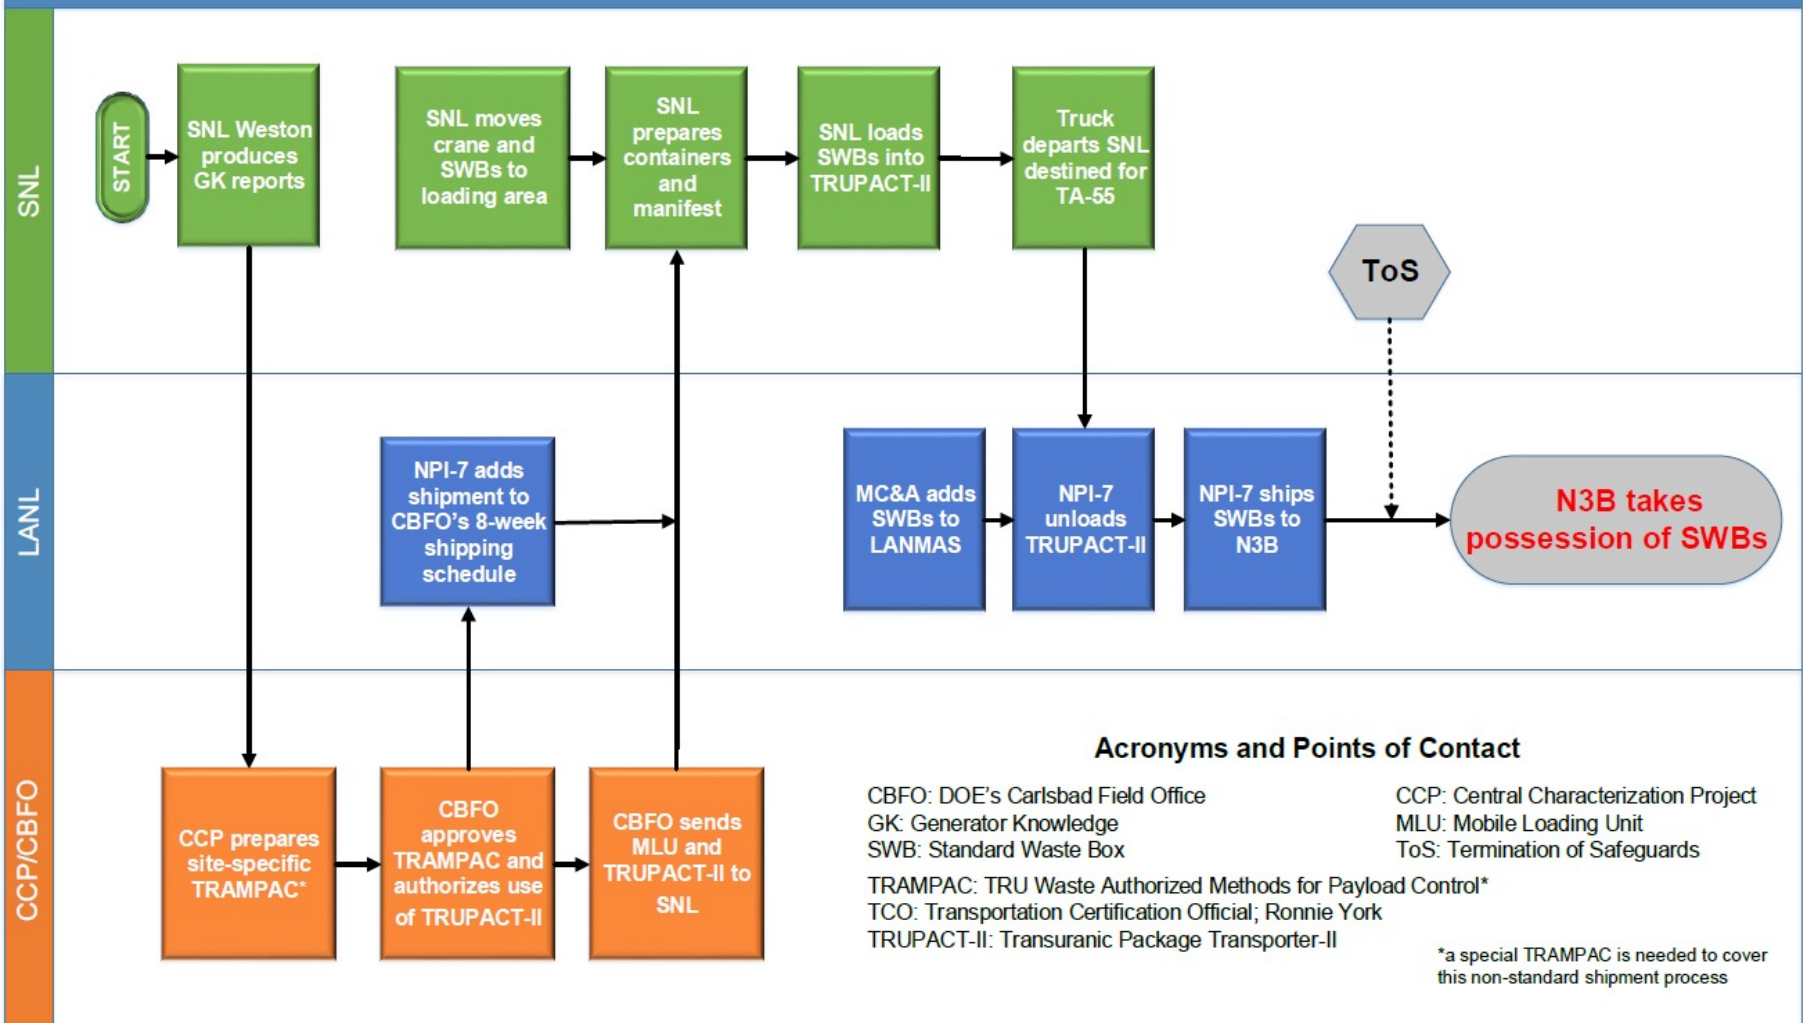 SNL
START
SNL Weston
produces
GK reports
SNL moves
crane and
SWBs to
loading area
SNL
prepares
containers
and
manifest
SNL loads
SWBs into
TRUPACT-II
Truck
departs SNL
destined for
TA-55
ToS
LANL
NPI-7 adds
shipment to
CBFO's 8-week
shipping
schedule
MC&A adds
SWBs to
LANMAS
NPI-7
unloads
TRUPACT-II
NPI-7 ships
SWBs to
N3B
N3B takes
possession of SWBs
CCP/CBFO
CCP prepares
site-specific
TRAMPAC*
CBFO
approves
TRAMPAC and
authorizes use
of TRUPACT-II
CBFO sends
MLU and
TRUPACT-II to
SNL
Acronyms and Points of Contact
CBFO: DOE's Carlsbad Field Office
GK: Generator Knowledge
SWB: Standard Waste Box
CCP: Central Characterization Project
MLU: Mobile Loading Unit
ToS: Termination of Safeguards
TRAMPAC: TRU Waste Authorized Methods for Payload Control*
TCO: Transportation Certification Official; Ronnie York
TRUPACT-II: Transuranic Package Transporter-II
*a special TRAMPAC is needed to cover
this non-standard shipment process